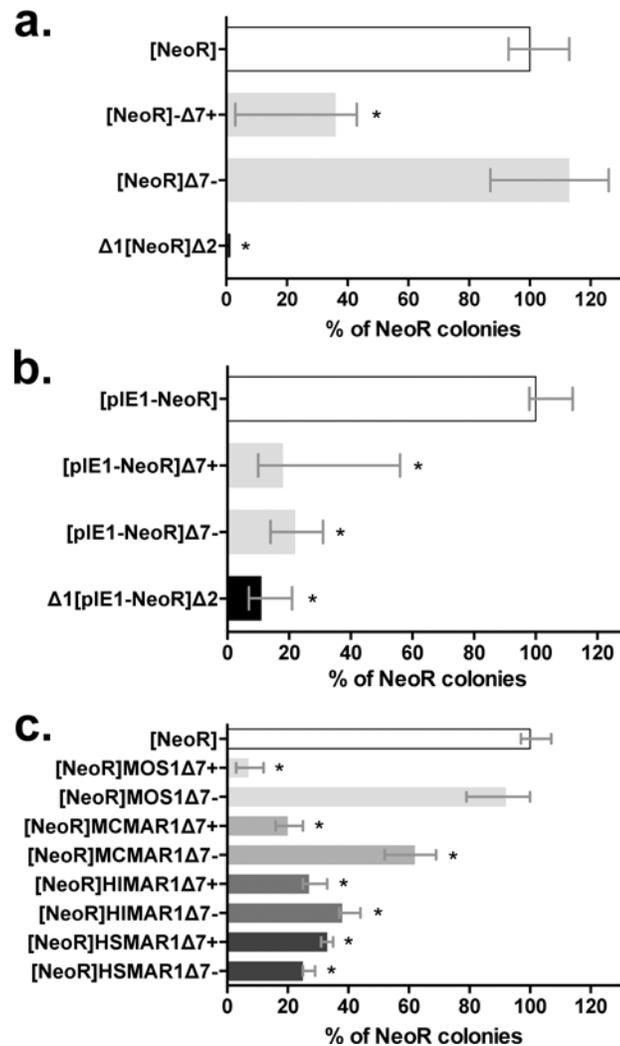 a.
[NeoR]
[NeoR]-Δ7+ *
[NeoR]Δ7-
Δ1[NeoR]Δ2 *
0 20 40 60 80 100 120
% of NeoR colonies
b.
[pIE1-NeoR]
[pIE1-NeoR]Δ7+ *
[pIE1-NeoR]Δ7- *
Δ1[pIE1-NeoR]Δ2 *
0 20 40 60 80 100 120
% of NeoR colonies
c.
[NeoR]
[NeoR]MOS1Δ7+ *
[NeoR]MOS1Δ7-
[NeoR]MCMAR1Δ7+ *
[NeoR]MCMAR1Δ7- *
[NeoR]HIMAR1Δ7+ *
[NeoR]HIMAR1Δ7- *
[NeoR]HSMAR1Δ7+ *
[NeoR]HSMAR1Δ7- *
0 20 40 60 80 100 120
% of NeoR colonies